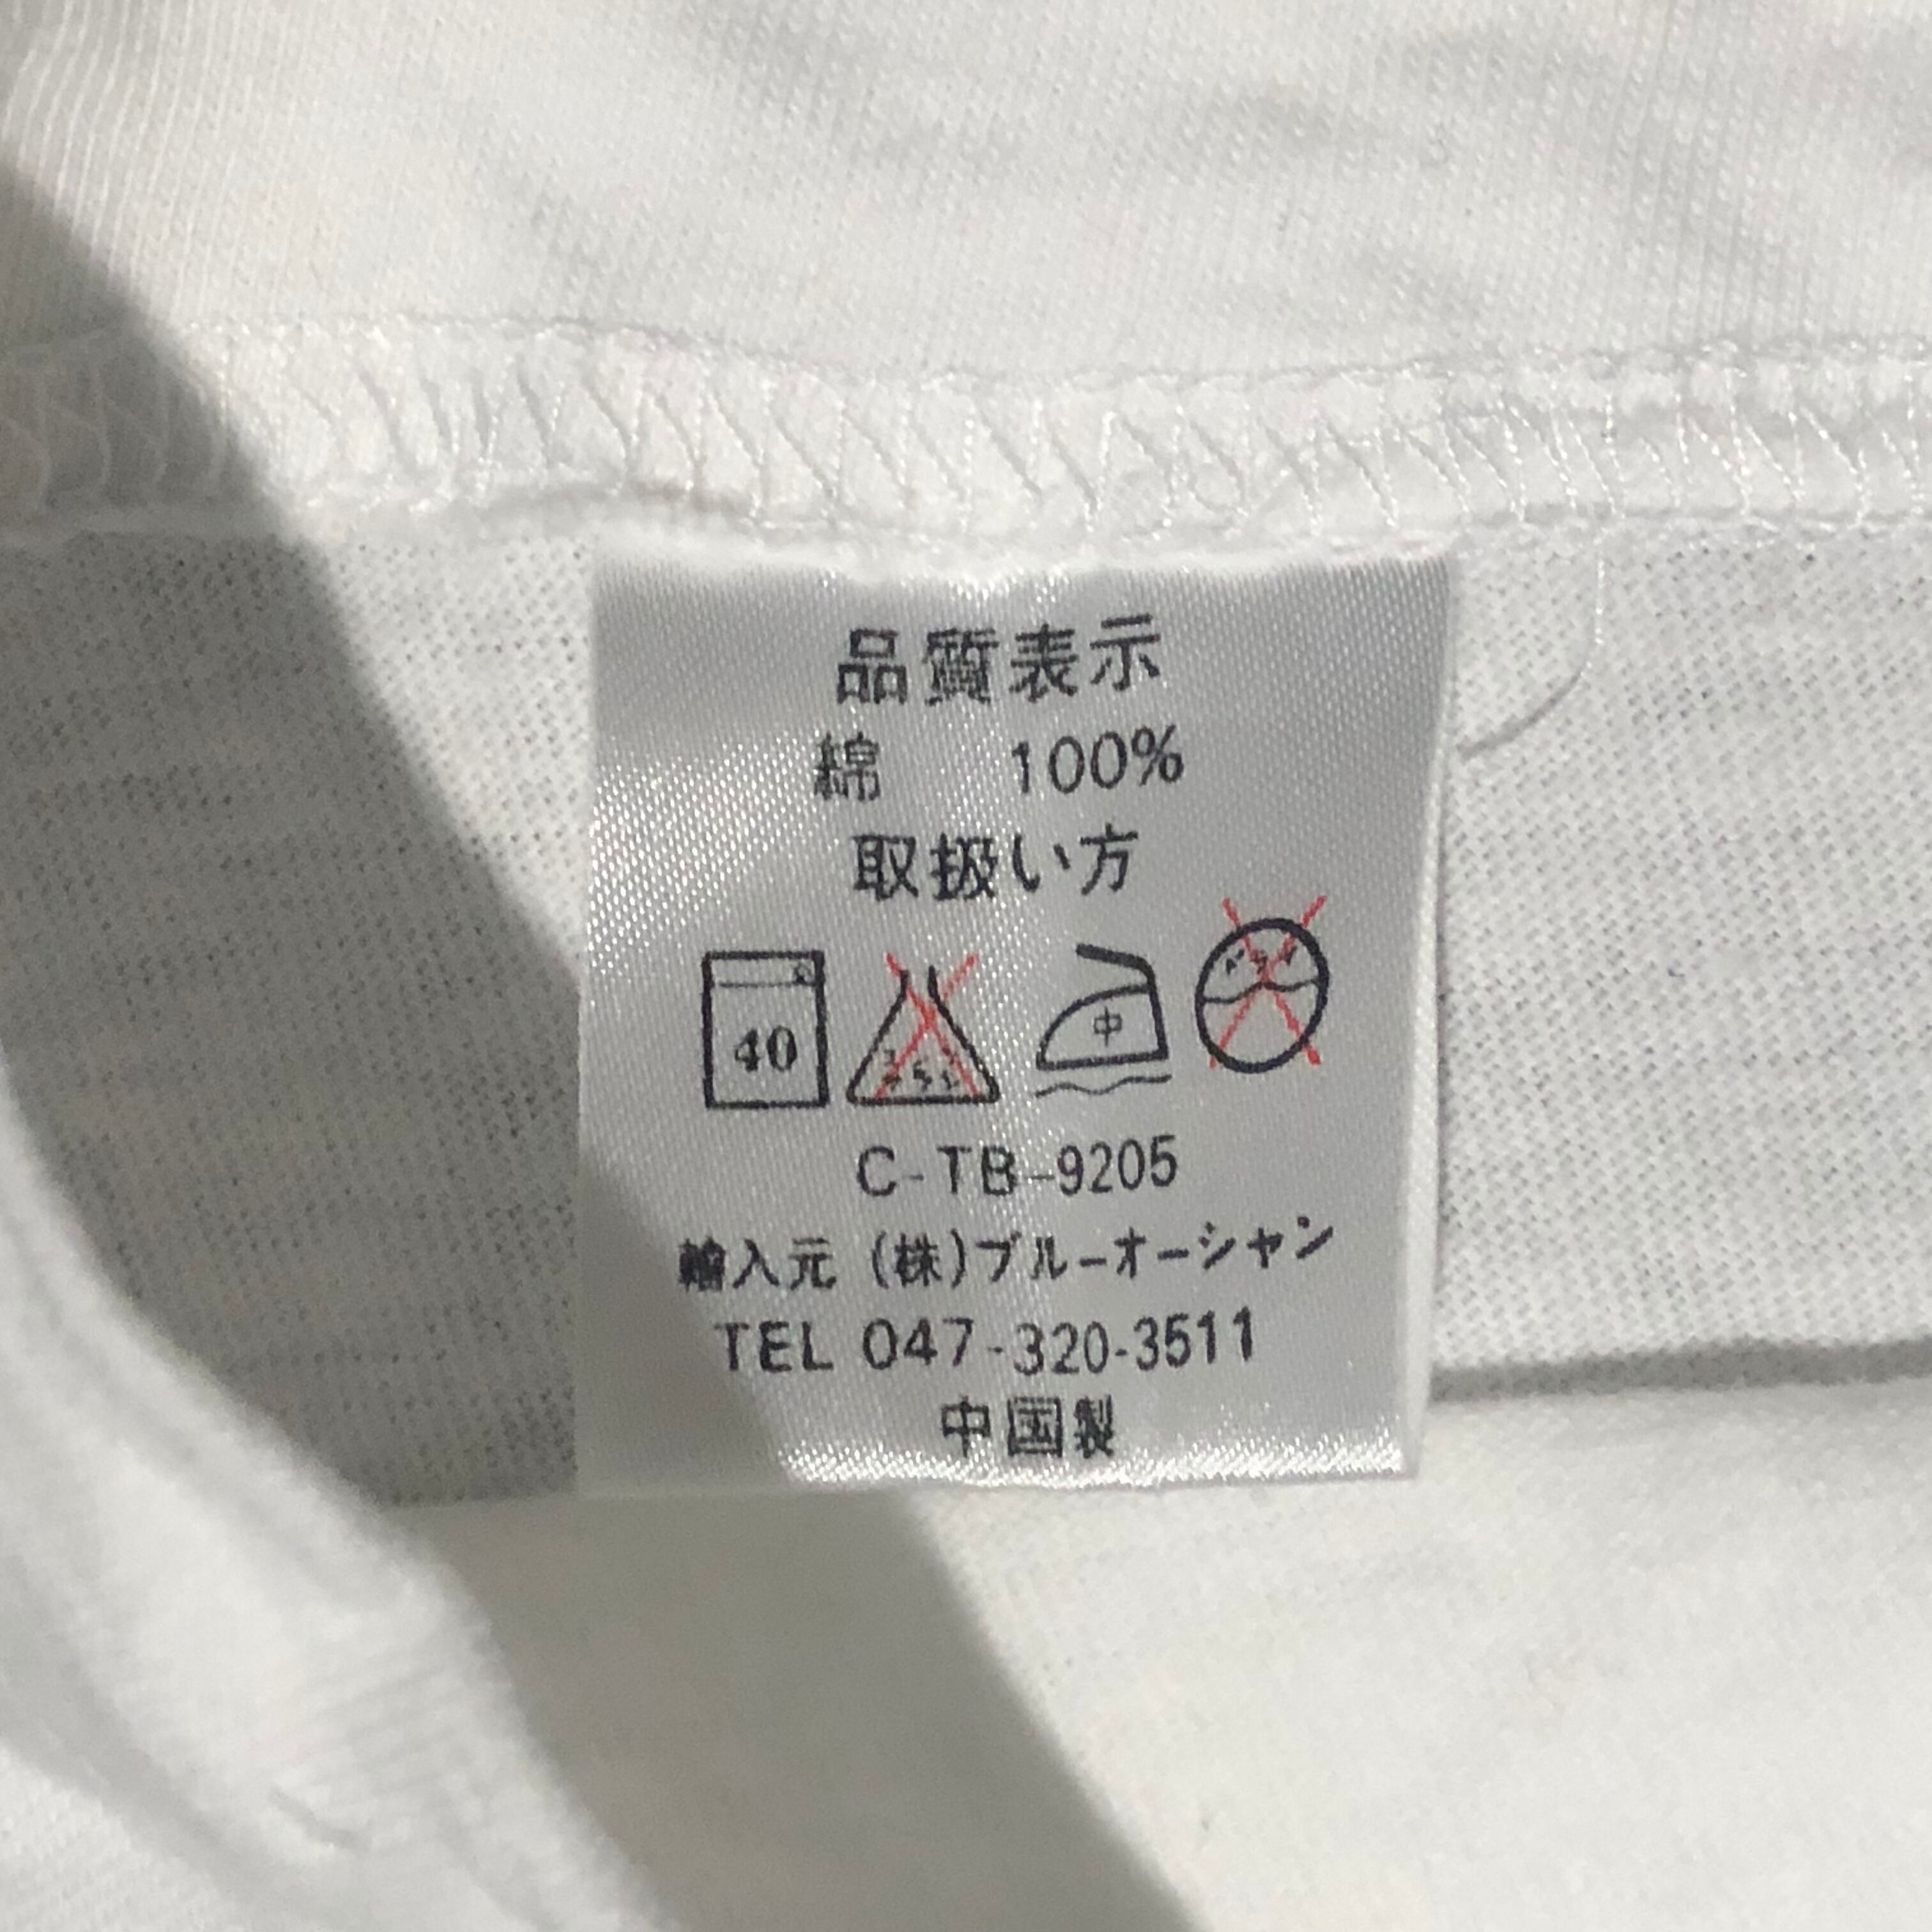 品質表示
綿 100%
取扱い方
40 中
C-TB-9205
輸入元 (株)ブルーオーシャン
TEL 047-320-3511
中国製